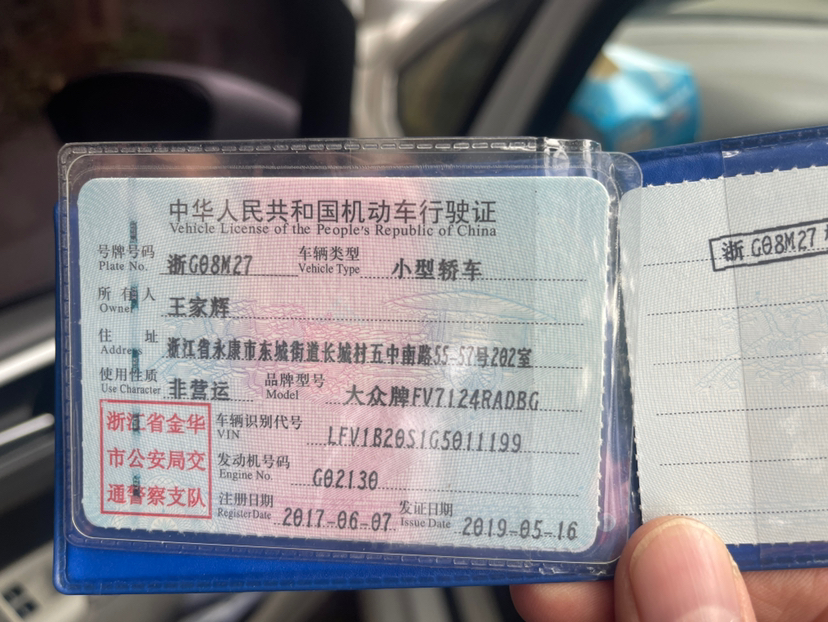 中华人民共和国机动车行驶证
Vehicle License of the People's Republic of China
号牌号码 浙G08M27 车辆类型 小型轿车
Plate No. Vehicle Type
所有人 王家辉
Owner
住址 浙江省永康市东城街道长城村五中南路55-57号202室
Address
使用性质 非营运 品牌型号 大众牌FV7124RADBG
Use Character Model
浙江省金华
市公安局交
通警察支队
车辆识别代号 LFV1B20S1G5011199
VIN
发动机号码 G02130
Engine No.
注册日期 2017-06-07 发证日期 2019-05-16
Register Date Issue Date
浙G08M27